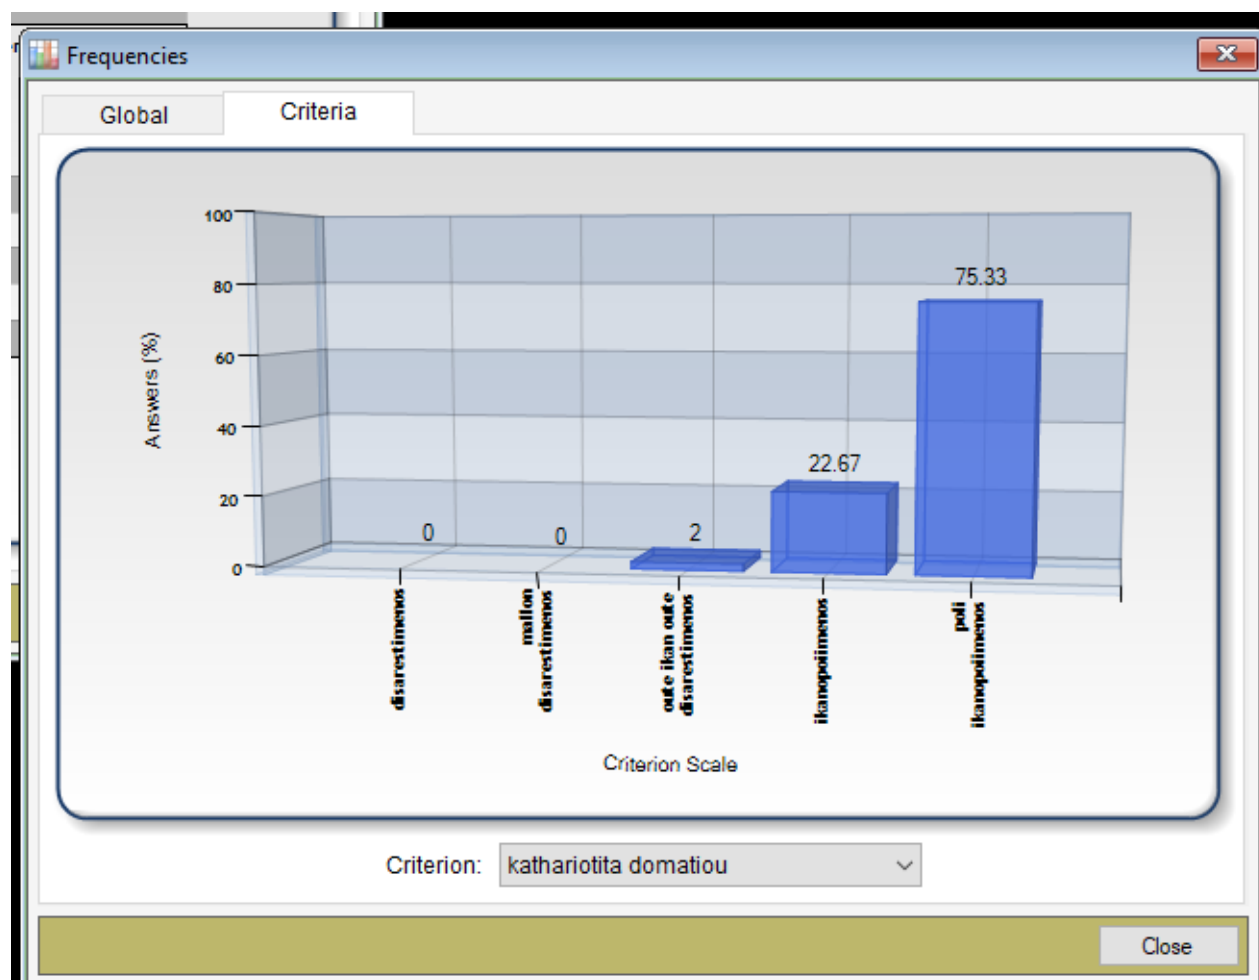 Frequencies
Global
Criteria
100
80
60
40
20
0
Answers (%)
0
0
2
22.67
75.33
disarestimenos
mallon
disarestimenos
oute ikan oute
disarestimenos
ikanopoiimenos
poli
ikanopoiimenos
Criterion Scale
Criterion:
kathariotita domatiou
Close